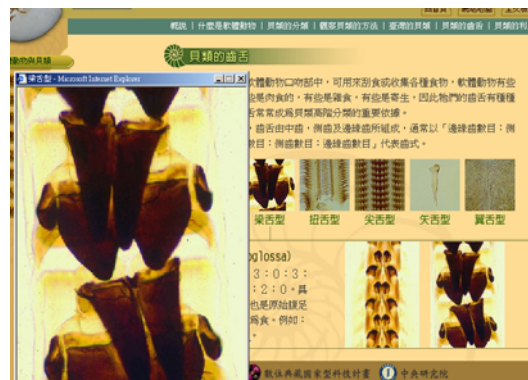 概說 | 什麼是軟體動物 | 貝類的分類 | 觀察貝類的方法 | 臺灣的貝類 | 貝類的齒舌 | 貝類的利
動物與貝類
貝類的齒舌
梁舌型 - Microsoft Internet Explorer
軟體動物口吻部中，可用來刮食或收集各種食物，軟體動物有些
些是肉食的，有些是雜食，有些是寄生，因此牠們的齒舌有種種
舌常常成為貝類高階分類的重要依據。
，齒舌由中齒，側齒及邊緣齒所組成，通常以「邊緣齒數目：側
數目：側齒數目：邊緣齒數目」代表齒式。
梁舌型 扭舌型 尖舌型 矢舌型 翼舌型
oglossa)
3：0：3：
：2：0。具
也是原始腹足
為食。例如：
數位典藏國家型科技計畫 中央研究院